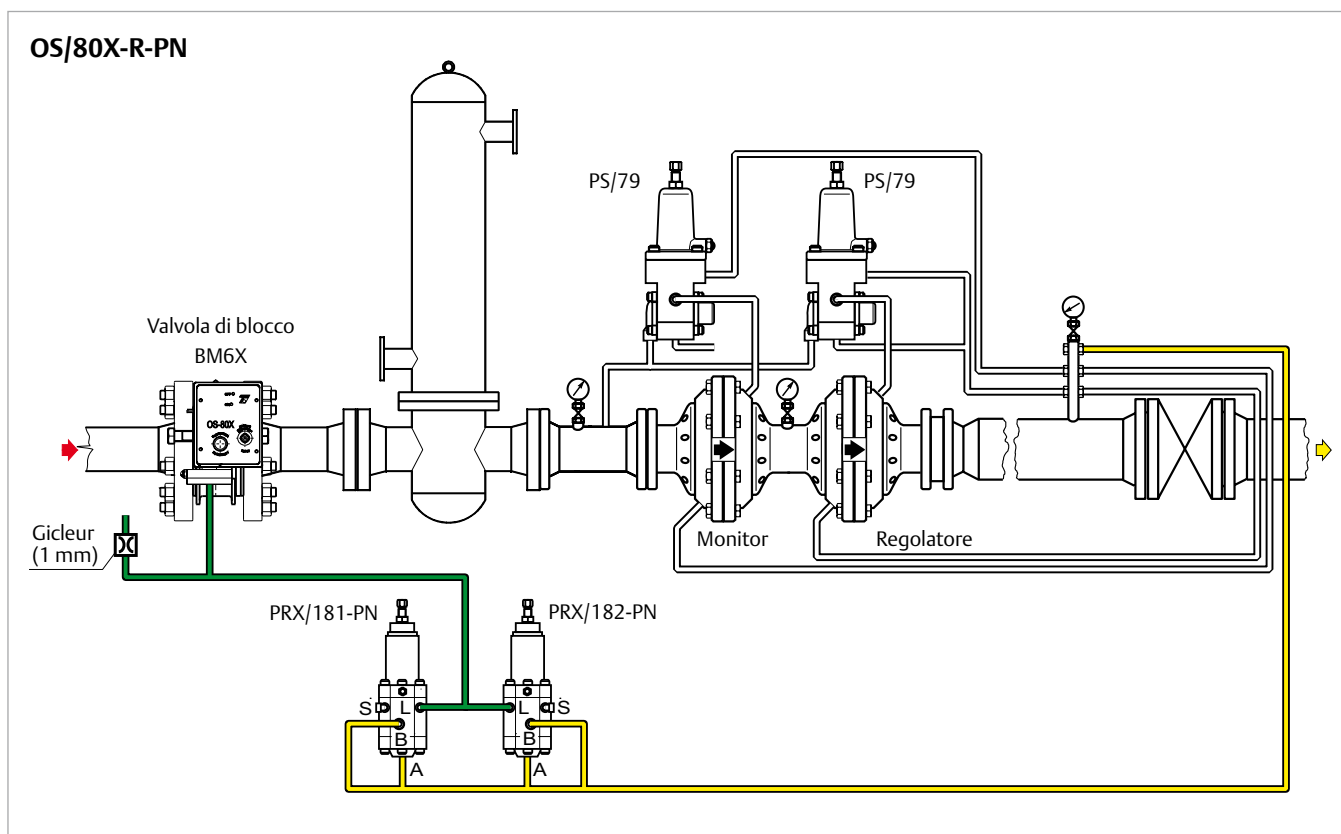 OS/80X-R-PN
PS/79
PS/79
Valvola di blocco
BM6X
OS-80X
Gicleur
(1 mm)
Monitor
Regolatore
PRX/181-PN
PRX/182-PN
S
L
L
S
B
B
A
A